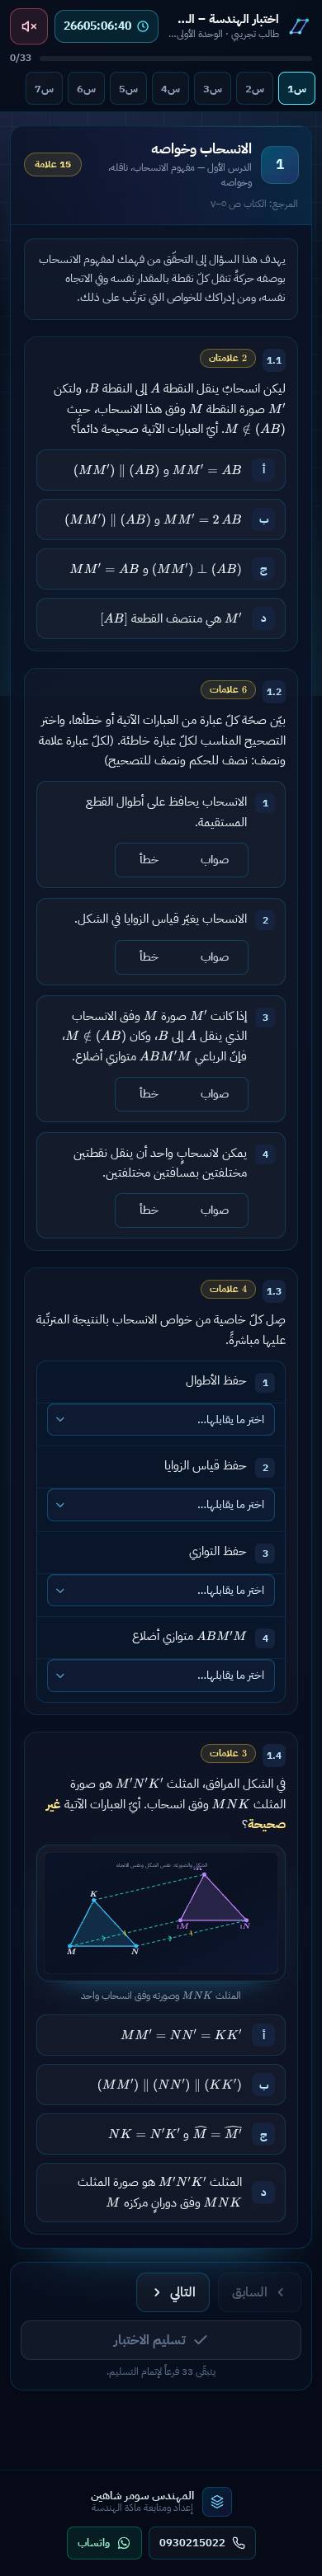 اختبار الهندسة – الـ...
طالب تجريبي · الوحدة الأولى...
26605:06:40
0/33
س1
س2
س3
س4
س5
س6
س7
1
الانسحاب وخواصه
الدرس الأول — مفهوم الانسحاب، ناقله،
وخواصه
15 علامة
المرجع: الكتاب ص ٥–٧
يهدف هذا السؤال إلى التحقّق من فهمك لمفهوم الانسحاب
بوصفه حركةً تنقل كلّ نقطة بالمقدار نفسه وفي الاتجاه
نفسه، ومن إدراكك للخواص التي تترتّب على ذلك.
1.1
2 علامتان
ليكن انسحابٌ ينقل النقطة A إلى النقطة B، ولتكن
M′ صورة النقطة M وفق هذا الانسحاب، حيث
M ∉ (AB). أيّ العبارات الآتية صحيحة دائماً؟
أ
MM′ = AB و (MM′) ∥ (AB)
ب
MM′ = 2 AB و (MM′) ∥ (AB)
ج
(MM′) ⊥ (AB) و MM′ = AB
د
M′ هي منتصف القطعة [AB]
1.2
6 علامات
بيّن صحّة كلّ عبارة من العبارات الآتية أو خطأها، واختر
التصحيح المناسب لكلّ عبارة خاطئة. (لكلّ عبارة علامة
ونصف: نصف للحكم ونصف للتصحيح)
1
الانسحاب يحافظ على أطوال القطع
المستقيمة.
صواب
خطأ
2
الانسحاب يغيّر قياس الزوايا في الشكل.
صواب
خطأ
3
إذا كانت M′ صورة M وفق الانسحاب
الذي ينقل A إلى B، وكان M ∉ (AB)،
فإنّ الرباعي ABM′M متوازي أضلاع.
صواب
خطأ
4
يمكن لانسحابٍ واحد أن ينقل نقطتين
مختلفتين بمسافتين مختلفتين.
صواب
خطأ
1.3
4 علامات
صِل كلّ خاصية من خواص الانسحاب بالنتيجة المترتّبة
عليها مباشرةً.
1
حفظ الأطوال
اختر ما يقابلها...
2
حفظ قياس الزوايا
اختر ما يقابلها...
3
حفظ التوازي
اختر ما يقابلها...
4
ABM′M متوازي أضلاع
اختر ما يقابلها...
1.4
3 علامات
في الشكل المرافق، المثلث M′N′K′ هو صورة
المثلث MNK وفق انسحاب. أيّ العبارات الآتية غير
صحيحة؟
K
M
N
المثلث MNK وصورته وفق انسحاب واحد
أ
MM′ = NN′ = KK′
ب
(MM′) ∥ (NN′) ∥ (KK′)
ج
M̂ = M̂′ و NK = N′K′
د
المثلث M′N′K′ هو صورة المثلث
MNK وفق دورانٍ مركزه M
السابق
التالي
تسليم الاختبار
يتبقّى 33 فرعاً لإتمام التسليم.
المهندس سومر شاهين
إعداد ومتابعة مادّة الهندسة
0930215022
واتساب